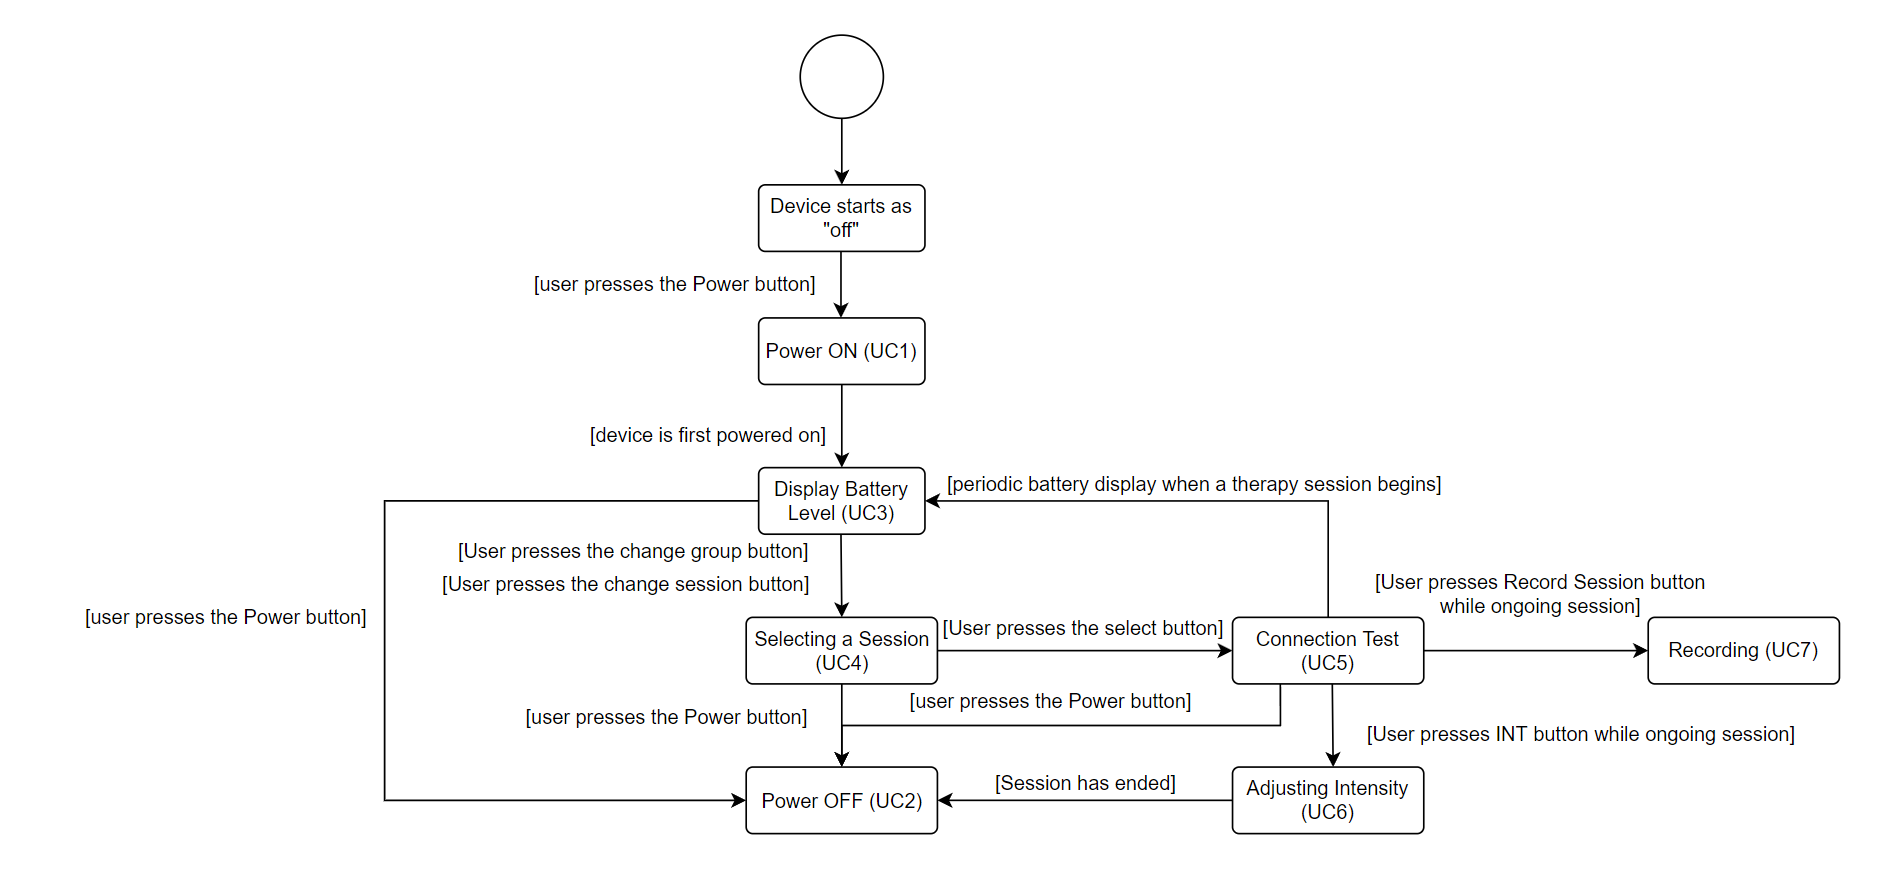 Device starts as
"off"
[user presses the Power button]
Power ON (UC1)
[device is first powered on]
[periodic battery display when a therapy session begins]
Display Battery
Level (UC3)
[User presses the change group button]
[User presses the change session button]
[user presses the Power button]
[User presses Record Session button
while ongoing session]
[User presses the select button]
Selecting a Session
(UC4)
Connection Test
(UC5)
Recording (UC7)
[user presses the Power button]
[user presses the Power button]
[User presses INT button while ongoing session]
[Session has ended]
Power OFF (UC2)
Adjusting Intensity
(UC6)